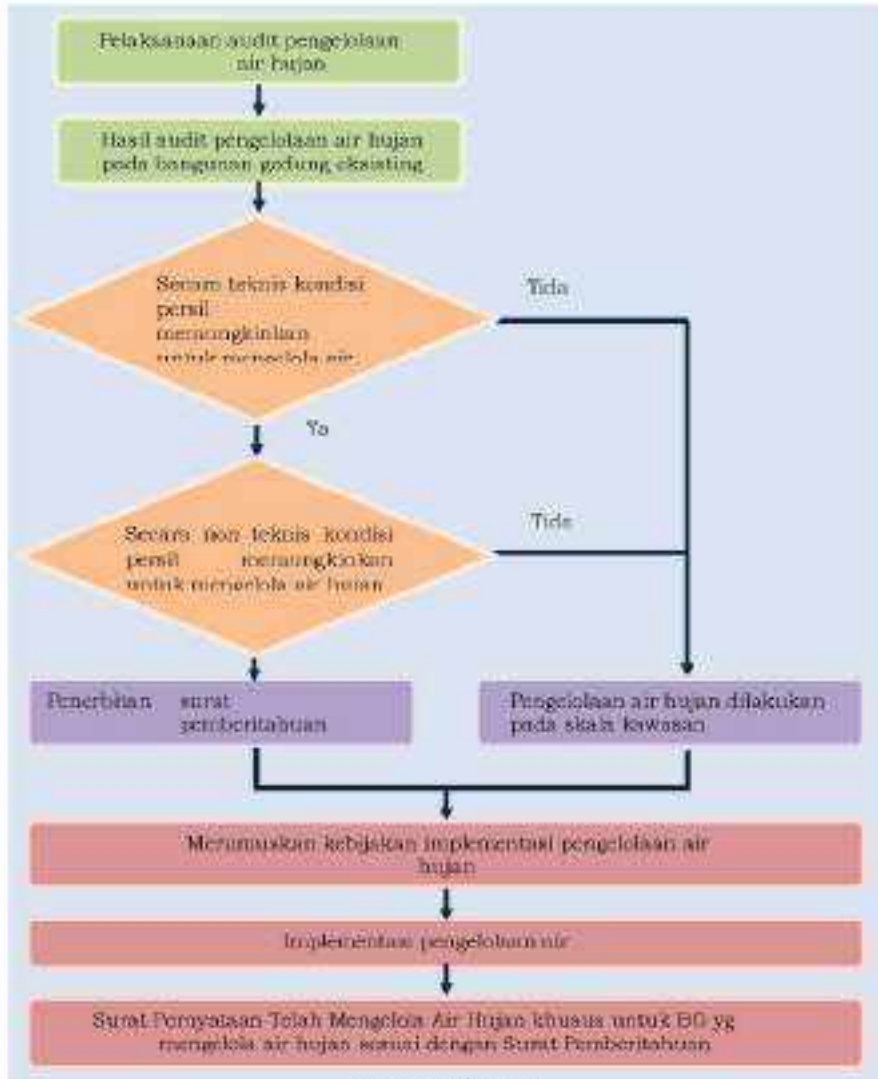 Pelaksanaan audit pengelolaan
air hujan
Hasil audit pengelolaan air hujan
pada bangunan gedung eksisting
Secara teknis kondisi
persil
memungkinkan
untuk mengelola air
Tida
Ya
Secara non teknis kondisi
persil memungkinkan
untuk mengelola air hujan
Tida
Penerbitan surat
pemberitahuan
Pengelolaan air hujan dilakukan
pada skala kawasan
Merumuskan kebijakan implementasi pengelolaan air
hujan
Implementasi pengelolaan air
Surat Pernyataan Telah Mengelola Air Hujan khusus untuk BG yg
mengelola air hujan sesuai dengan Surat Pemberitahuan